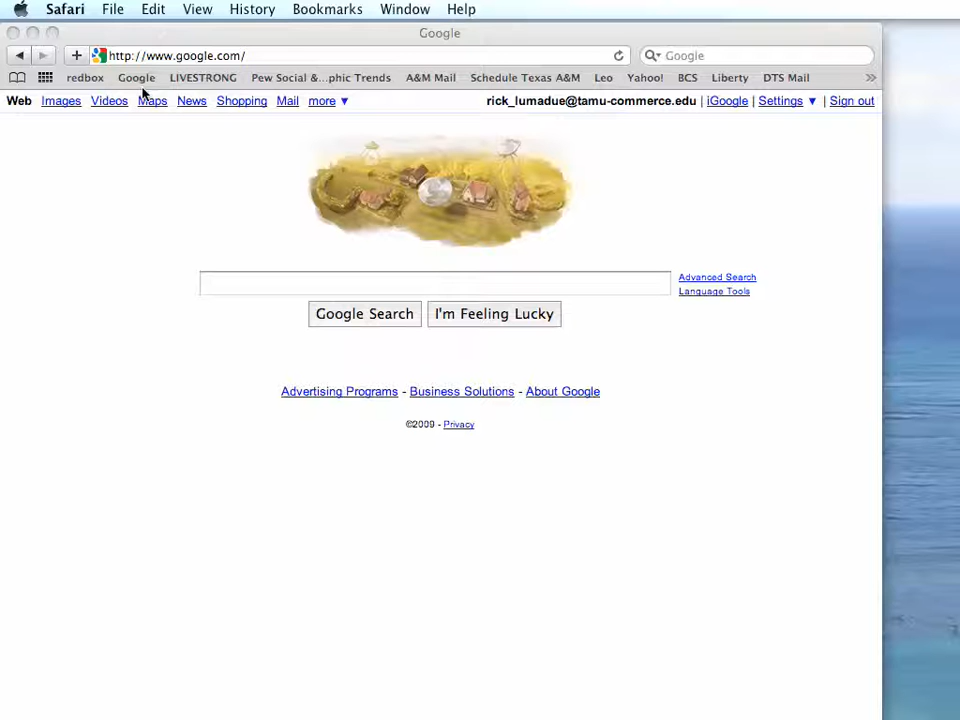 Safari File Edit View History Bookmarks Window Help
Google
http://www.google.com/ Google
redbox Google LIVESTRONG Pew Social &...phic Trends A&M Mail Schedule Texas A&M Leo Yahoo! BCS Liberty DTS Mail »
Web Images Videos Maps News Shopping Mail more ▼ rick_lumadue@tamu-commerce.edu | iGoogle | Settings ▼ | Sign out
Advanced Search
Language Tools
Google Search I'm Feeling Lucky
Advertising Programs - Business Solutions - About Google
©2009 - Privacy